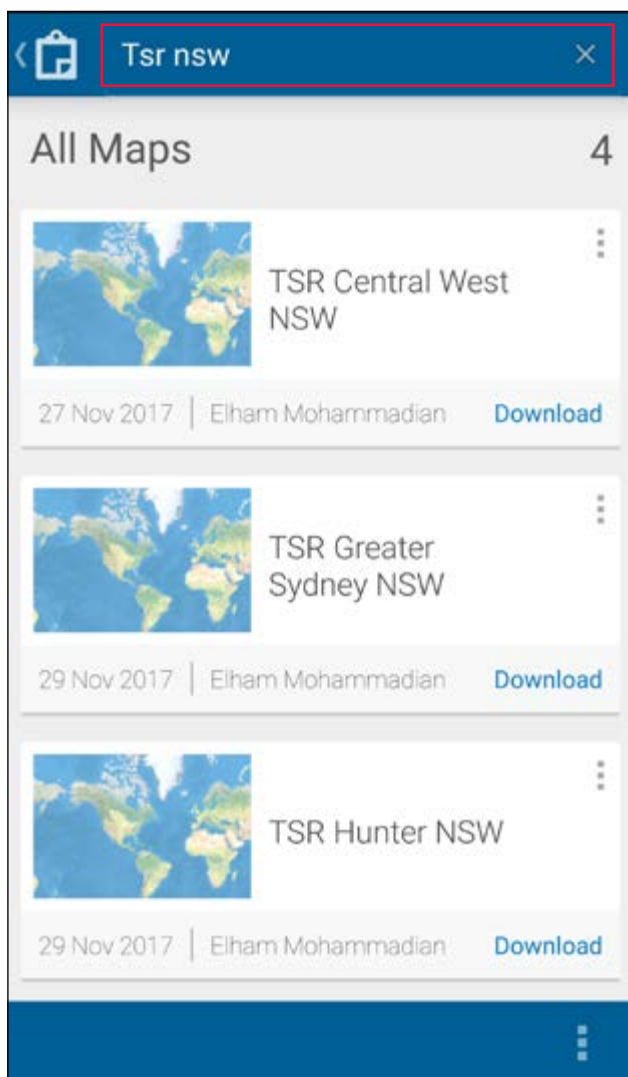 Tsr nsw
All Maps 4
TSR Central West
NSW
27 Nov 2017 | Elham Mohammadian Download
TSR Greater
Sydney NSW
29 Nov 2017 | Elham Mohammadian Download
TSR Hunter NSW
29 Nov 2017 | Elham Mohammadian Download